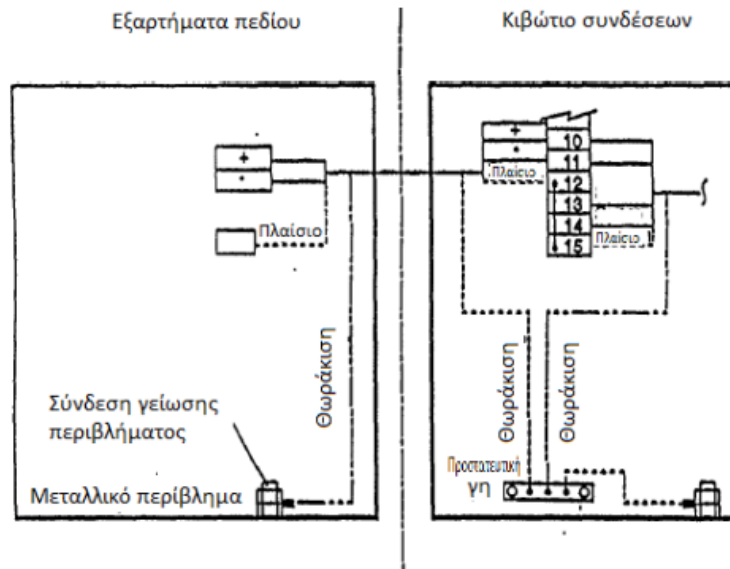 Εξαρτήματα πεδίου
Κιβώτιο συνδέσεων
+
-
Πλαίσιο
+
-
Πλαίσιο
10
11
12
13
14
15
Πλαίσιο
Θωράκιση
Θωράκιση
Θωράκιση
Σύνδεση γείωσης
περιβλήματος
Μεταλλικό περίβλημα
Προστατευτική
γη